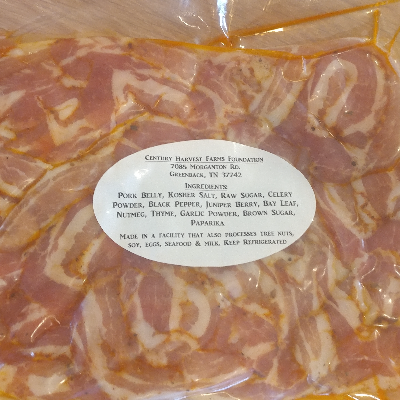 Century Harvest Farms Foundation
7085 Morganton Rd.
Greenback, TN 37742
Ingredients:
Pork Belly, Kosher Salt, Raw Sugar, Celery
Powder, Black Pepper, Juniper Berry, Bay Leaf,
Nutmeg, Thyme, Garlic Powder, Brown Sugar,
Paparika
Made in a facility that also processes tree nuts,
soy, eggs, seafood & milk, Keep Refrigerated